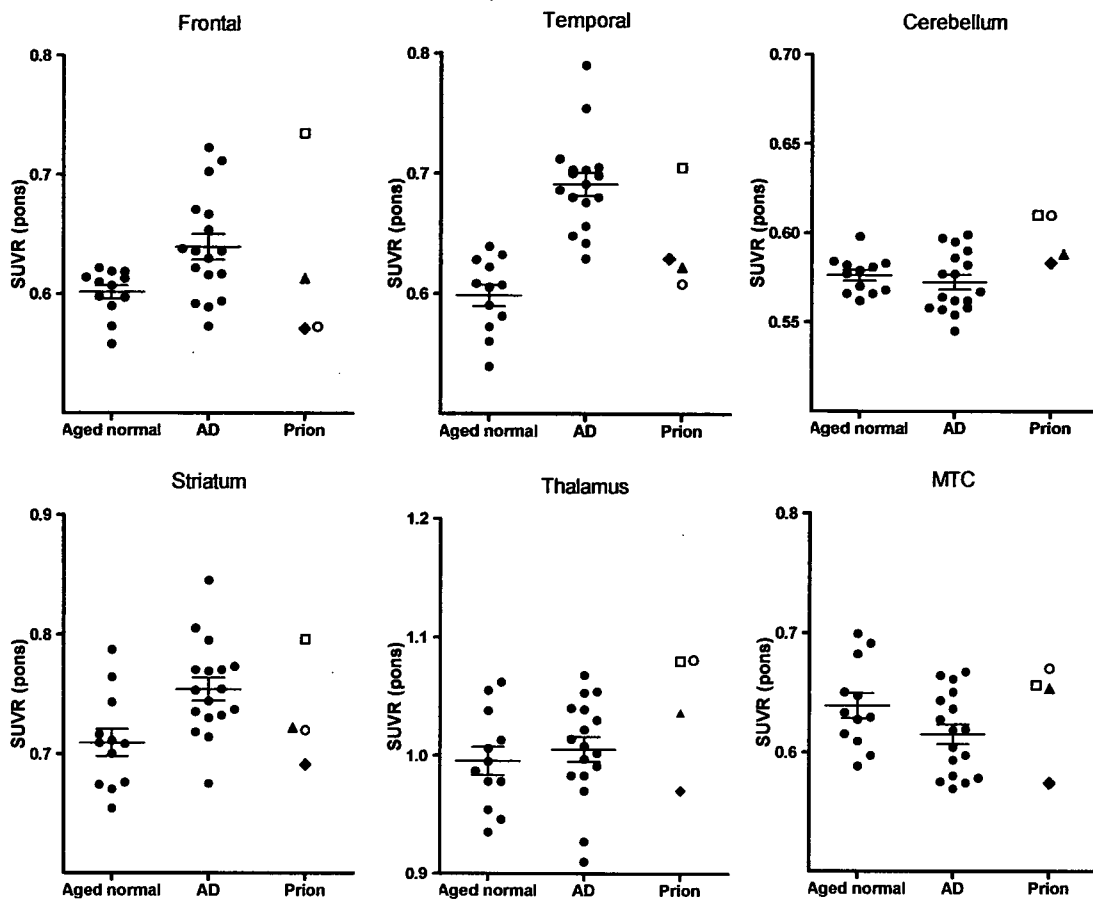 Frontal
0.8
0.7
0.6
SUVR (pons)
Aged normal AD Prion
Temporal
0.8
0.7
0.6
SUVR (pons)
Aged normal AD Prion
Cerebellum
0.70
0.65
0.60
0.55
SUVR (pons)
Aged normal AD Prion
Striatum
0.9
0.8
0.7
SUVR (pons)
Aged normal AD Prion
Thalamus
1.2
1.1
1.0
0.9
SUVR (pons)
Aged normal AD Prion
MTC
0.8
0.7
0.6
SUVR (pons)
Aged normal AD Prion